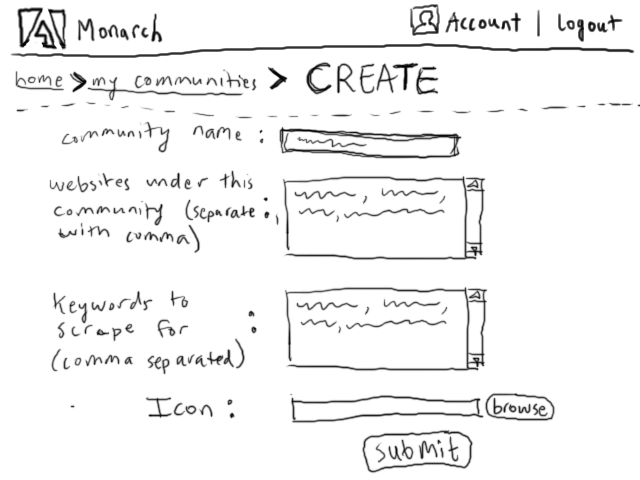 Monarch
Account | Logout
home > my communities > CREATE
community name :
websites under this
community (separate :
with comma)
Keywords to
scrape for :
(comma separated)
Icon :
browse
submit